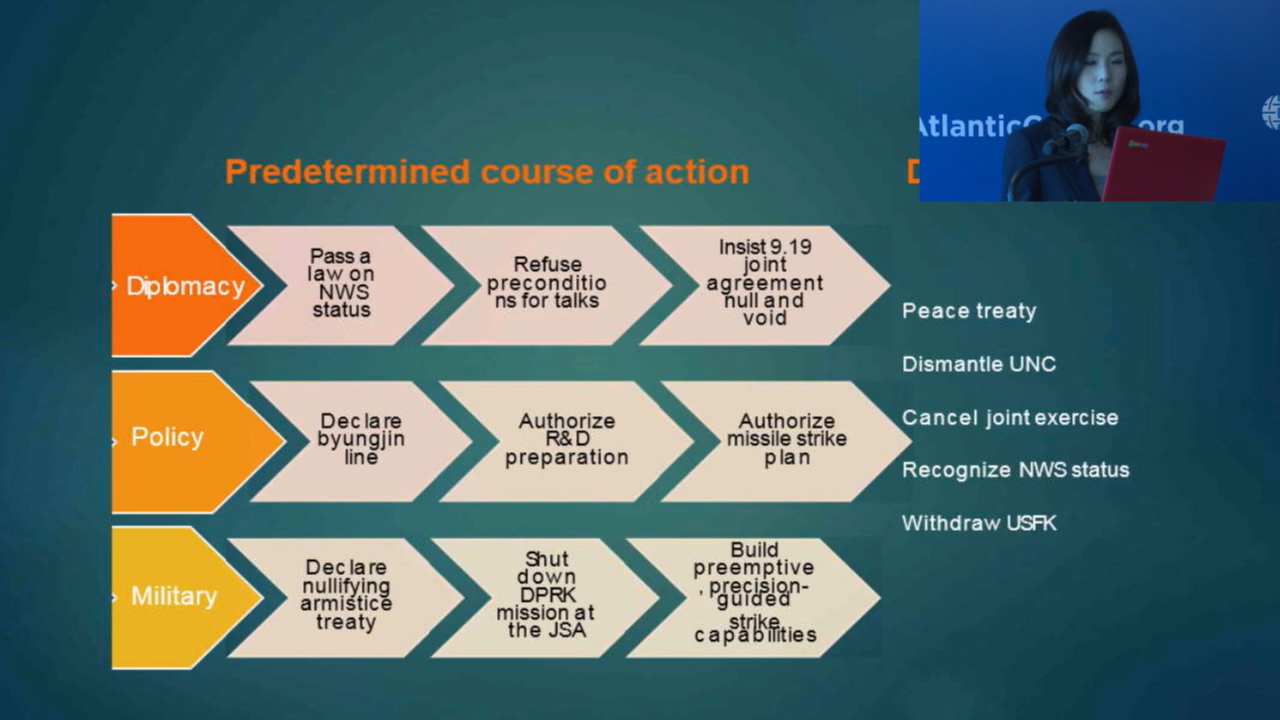 AtlanticC
.org
Predetermined course of action
D
Diplomacy
Pass a
law on
NWS
status
Refuse
preconditio
ns for talks
Insist 9.19
joint
agreement
null and
void
Policy
Declare
byungjin
line
Authorize
R&D
preparation
Authorize
missile strike
plan
Military
Declare
nullifying
armistice
treaty
Shut
down
DPRK
mission at
the JSA
Build
preemptive
, precision-
guided
strike
capabilities
Peace treaty
Dismantle UNC
Cancel joint exercise
Recognize NWS status
Withdraw USFK